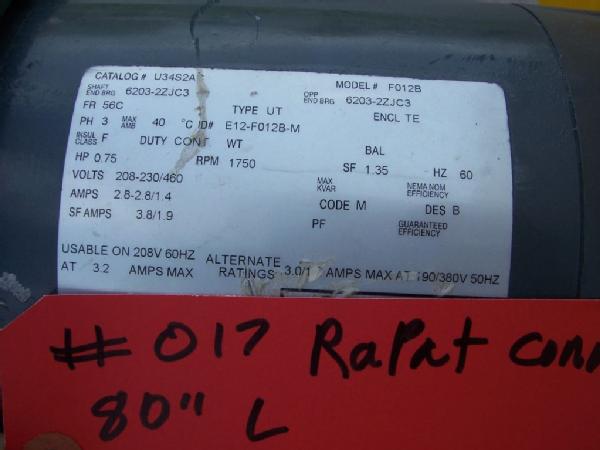 CATALOG # U34S2A MODEL # F012B
SHAFT END BRG 6203-2ZJC3 OPP END BRG 6203-2ZJC3
FR 56C TYPE UT ENCL TE
PH 3 MAX AMB 40 °C ID# E12-F012B-M
INSUL CLASS F DUTY CONT WT BAL
HP 0.75 RPM 1750 SF 1.35 HZ 60
VOLTS 208-230/460 MAX KVAR NEMA NOM EFFICIENCY
AMPS 2.8-2.8/1.4 CODE M DES B
SF AMPS 3.8/1.9 PF GUARANTEED EFFICIENCY
USABLE ON 208V 60HZ AT 3.2 AMPS MAX
ALTERNATE RATINGS: AMPS MAX AT 190/380V 50HZ
# 017 RaPat
80" L